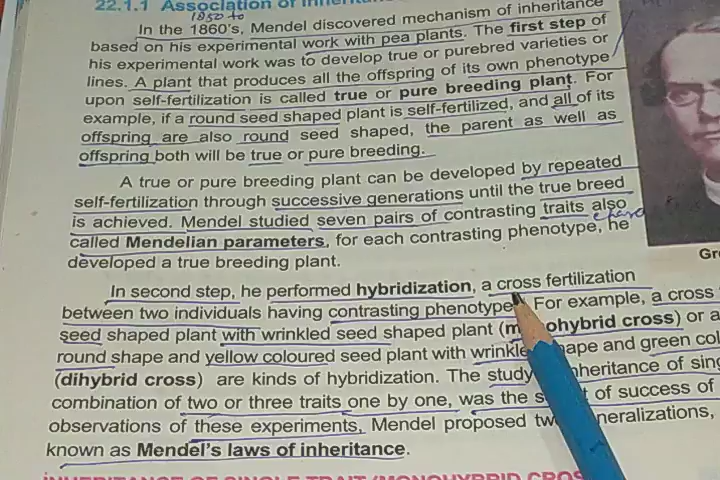 22.1.1 Association of Inheritance
1850 to
In the 1860's, Mendel discovered mechanism of inheritance
based on his experimental work with pea plants. The first step of
his experimental work was to develop true or purebred varieties or
lines. A plant that produces all the offspring of its own phenotype
upon self-fertilization is called true or pure breeding plant. For
example, if a round seed shaped plant is self-fertilized, and all of its
offspring are also round seed shaped, the parent as well as
offspring both will be true or pure breeding.
A true or pure breeding plant can be developed by repeated
self-fertilization through successive generations until the true breed
is achieved. Mendel studied seven pairs of contrasting traits also
called Mendelian parameters, for each contrasting phenotype, he
developed a true breeding plant.
Gr
In second step, he performed hybridization, a cross fertilization
between two individuals having contrasting phenotype. For example, a cross
seed shaped plant with wrinkled seed shaped plant (m ohybrid cross) or a
round shape and yellow coloured seed plant with wrinkle ape and green col
(dihybrid cross) are kinds of hybridization. The study nheritance of sing
combination of two or three traits one by one, was the s t of success of
observations of these experiments, Mendel proposed tw neralizations,
known as Mendel's laws of inheritance.
INHERITANCE OF SINGLE TRAIT (MONOHYBRID CROS